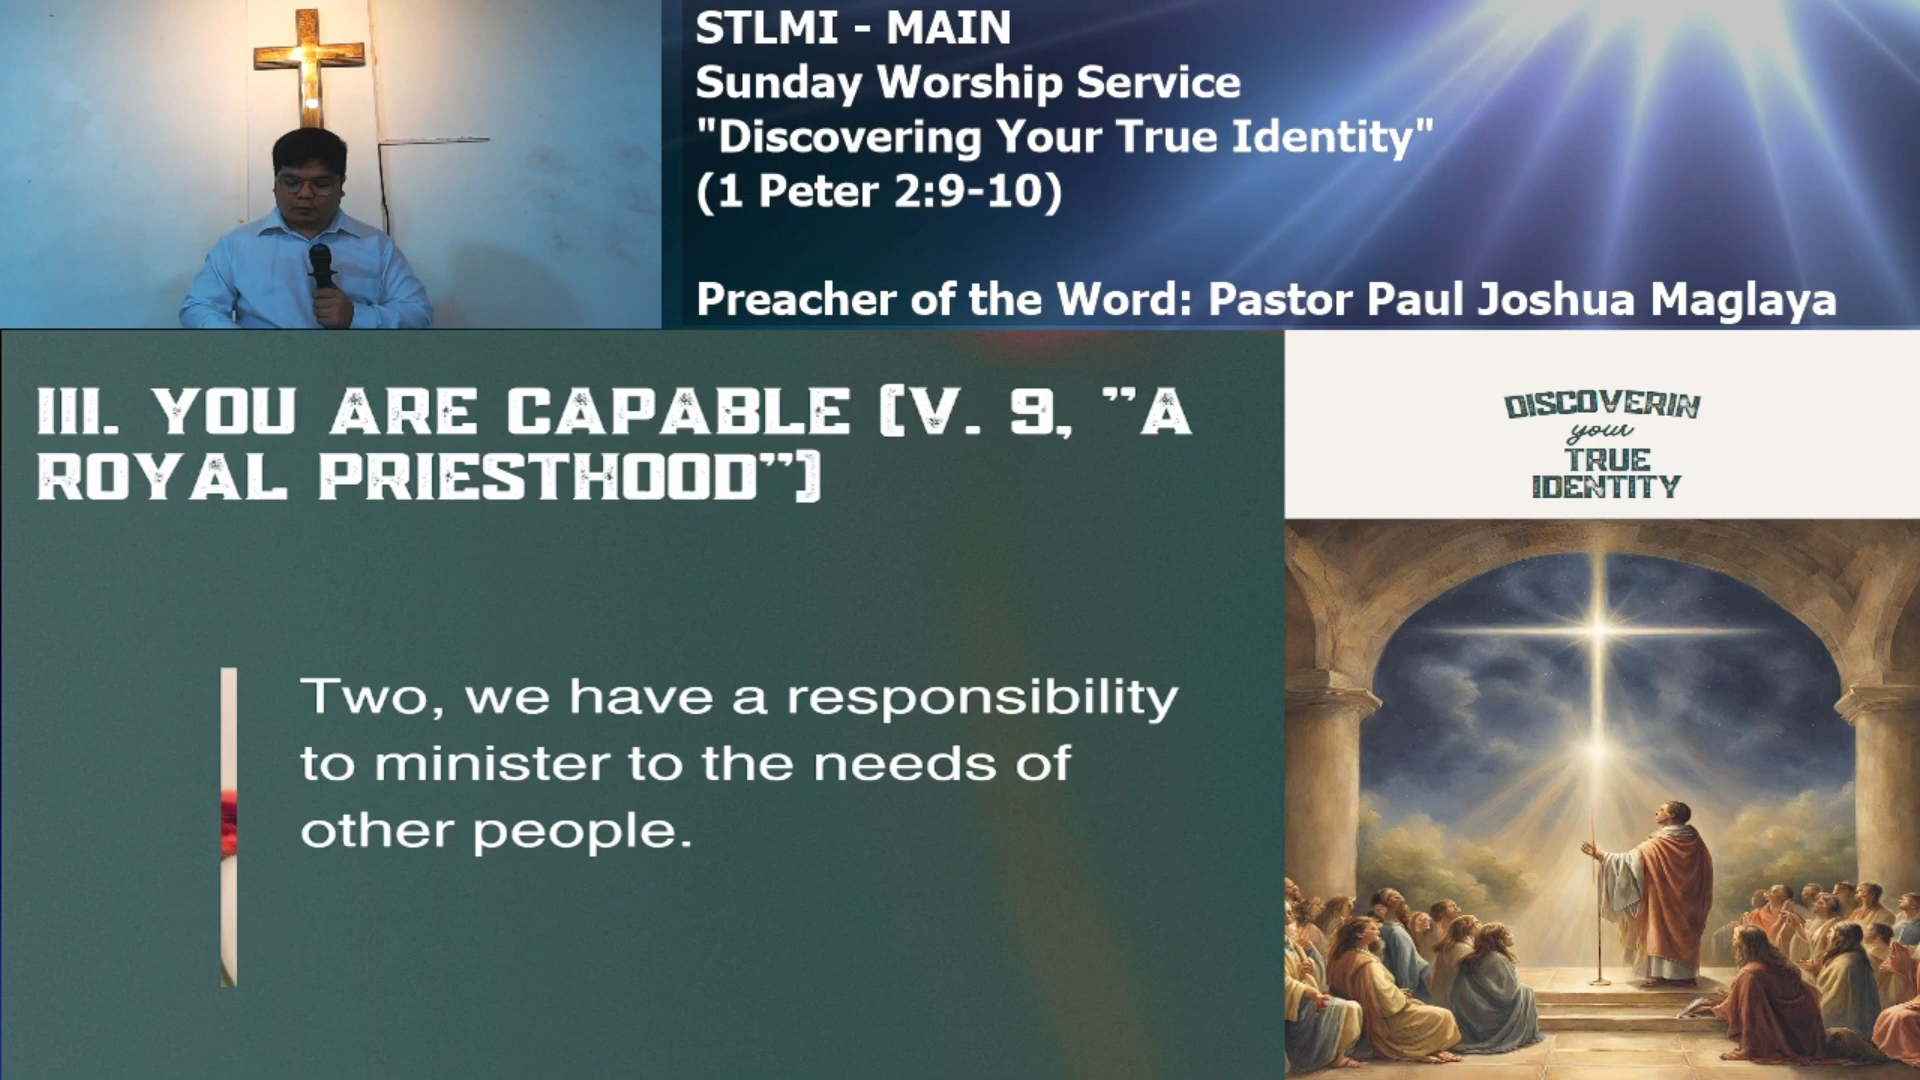 STLMI - MAIN
Sunday Worship Service
"Discovering Your True Identity"
(1 Peter 2:9-10)
Preacher of the Word: Pastor Paul Joshua Maglaya
III. YOU ARE CAPABLE (V. 9, "A
ROYAL PRIESTHOOD")
Two, we have a responsibility
to minister to the needs of
other people.
DISCOVERIN
your
TRUE
IDENTITY